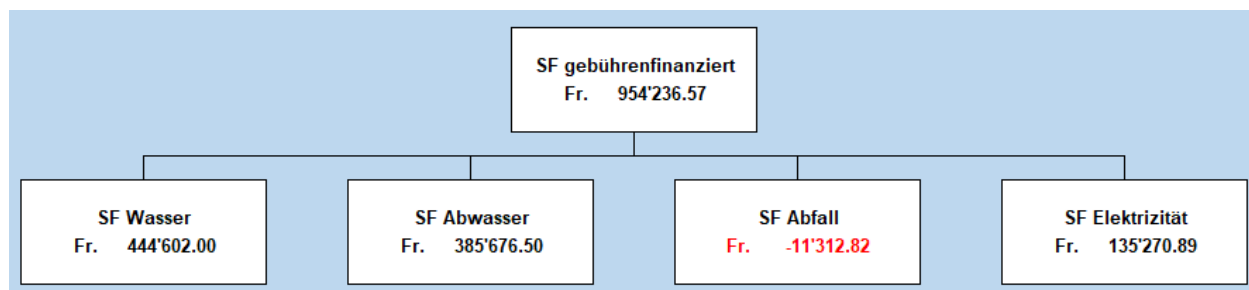 SF gebührenfinanziert
Fr. 954'236.57
SF Wasser
Fr. 444'602.00
SF Abwasser
Fr. 385'676.50
SF Abfall
Fr. -11'312.82
SF Elektrizität
Fr. 135'270.89